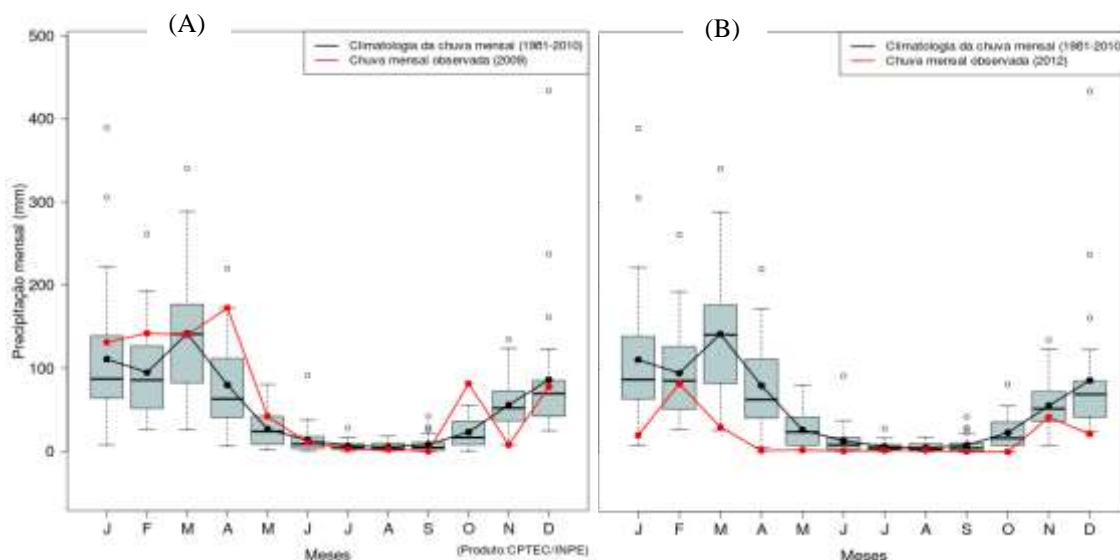 (A)
Climatologia da chuva mensal (1981-2010)
Chuva mensal observada (2009)
Precipitação mensal (mm)
500
400
300
200
100
0
J F M A M J J A S O N D
Meses
(Produto:CPTEC/INPE)
(B)
Climatologia da chuva mensal (1981-2010
Chuva mensal observada (2012)
J F M A M J J A S O N D
Meses